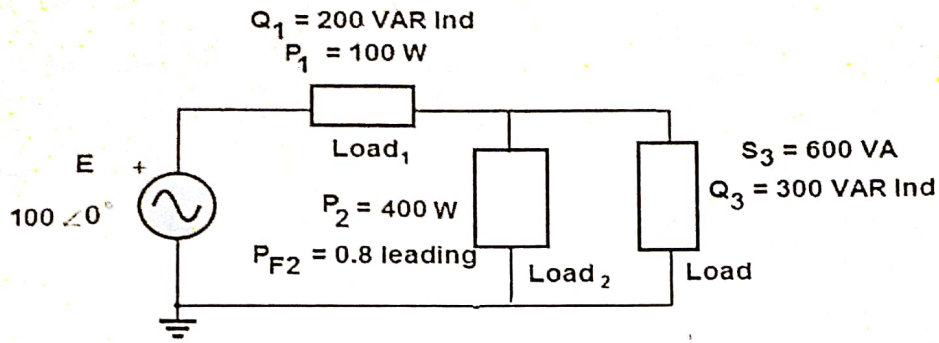 Q1 = 200 VAR Ind
P1 = 100 W
Load1
E +
100 ∠0°
P2 = 400 W
PF2 = 0.8 leading
Load 2
S3 = 600 VA
Q3 = 300 VAR Ind
Load